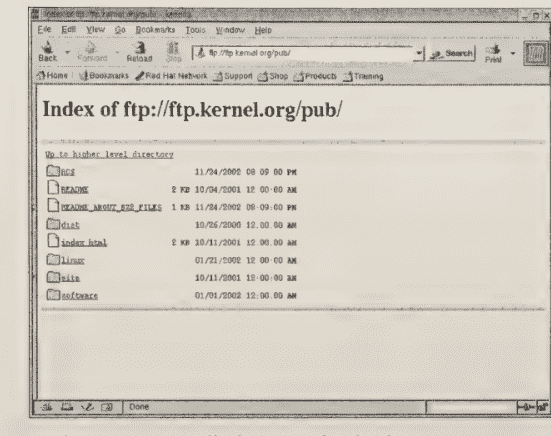 Index of ftp://ftp.kernel.org/pub/ - Mozilla
File Edit View Go Bookmarks Tools Window Help
Back Forward Reload Stop ftp://ftp.kernel.org/pub/ Search Print
Home Bookmarks Red Hat Network Support Shop Products Training
Index of ftp://ftp.kernel.org/pub/
Up to higher level directory
RCS 11/24/2002 08:09:00 PM
README 2 KB 10/04/2001 12:00:00 AM
README_ABOUT_BZ2_FILES 1 KB 11/24/2002 08:09:00 PM
dist 10/26/2000 12:00:00 AM
index.html 2 KB 10/11/2001 12:00:00 AM
linux 01/21/2002 12:00:00 AM
site 10/11/2001 12:00:00 AM
software 01/01/2002 12:00:00 AM
Done